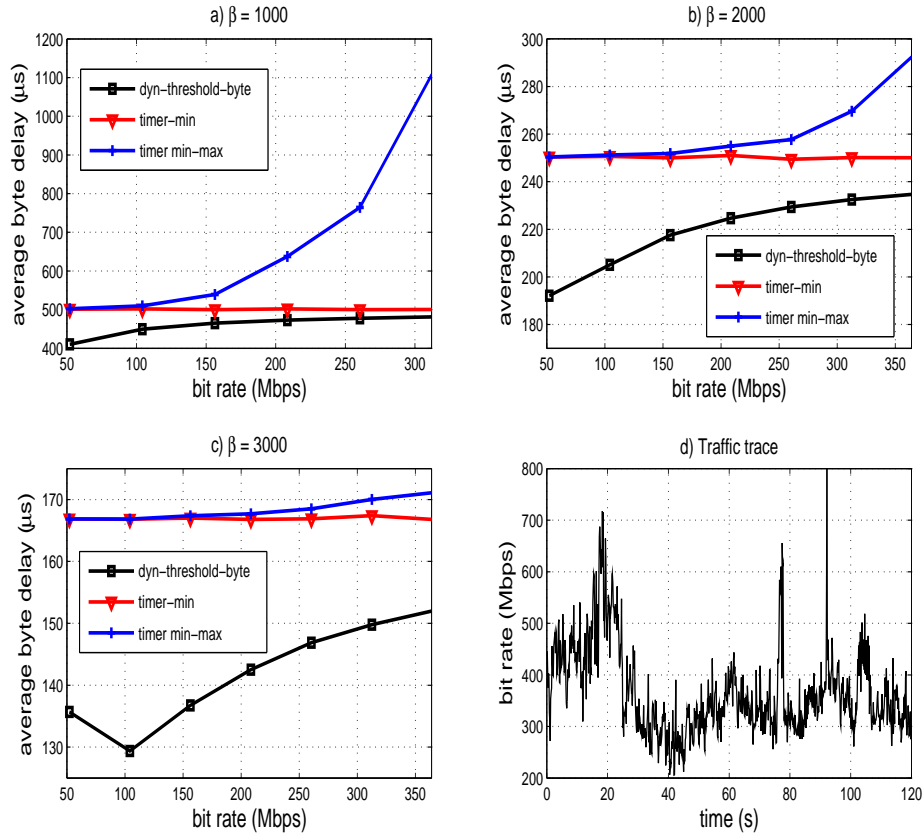 a) β = 1000
1200
1100
1000
900
800
700
600
500
400
average byte delay (μs)
dyn−threshold−byte
timer−min
timer min−max
50
100
150
200
250
300
bit rate (Mbps)
b) β = 2000
300
280
260
240
220
200
180
average byte delay (μs)
dyn−threshold−byte
timer−min
timer min−max
50
100
150
200
250
300
350
bit rate (Mbps)
c) β = 3000
170
160
150
140
130
average byte delay (μs)
dyn−threshold−byte
timer−min
timer min−max
50
100
150
200
250
300
350
bit rate (Mbps)
d) Traffic trace
800
700
600
500
400
300
200
bit rate (Mbps)
0
20
40
60
80
100
120
time (s)